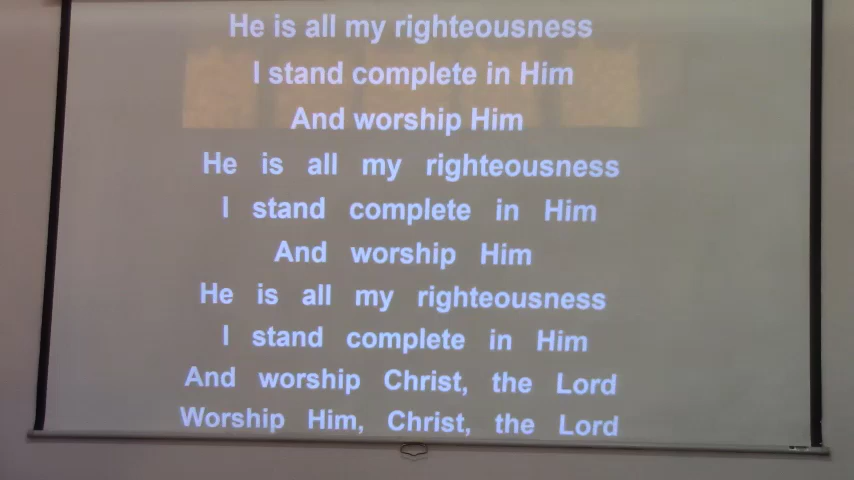 He is all my righteousness
I stand complete in Him
And worship Him
He is all my righteousness
I stand complete in Him
And worship Him
He is all my righteousness
I stand complete in Him
And worship Christ, the Lord
Worship Him, Christ, the Lord